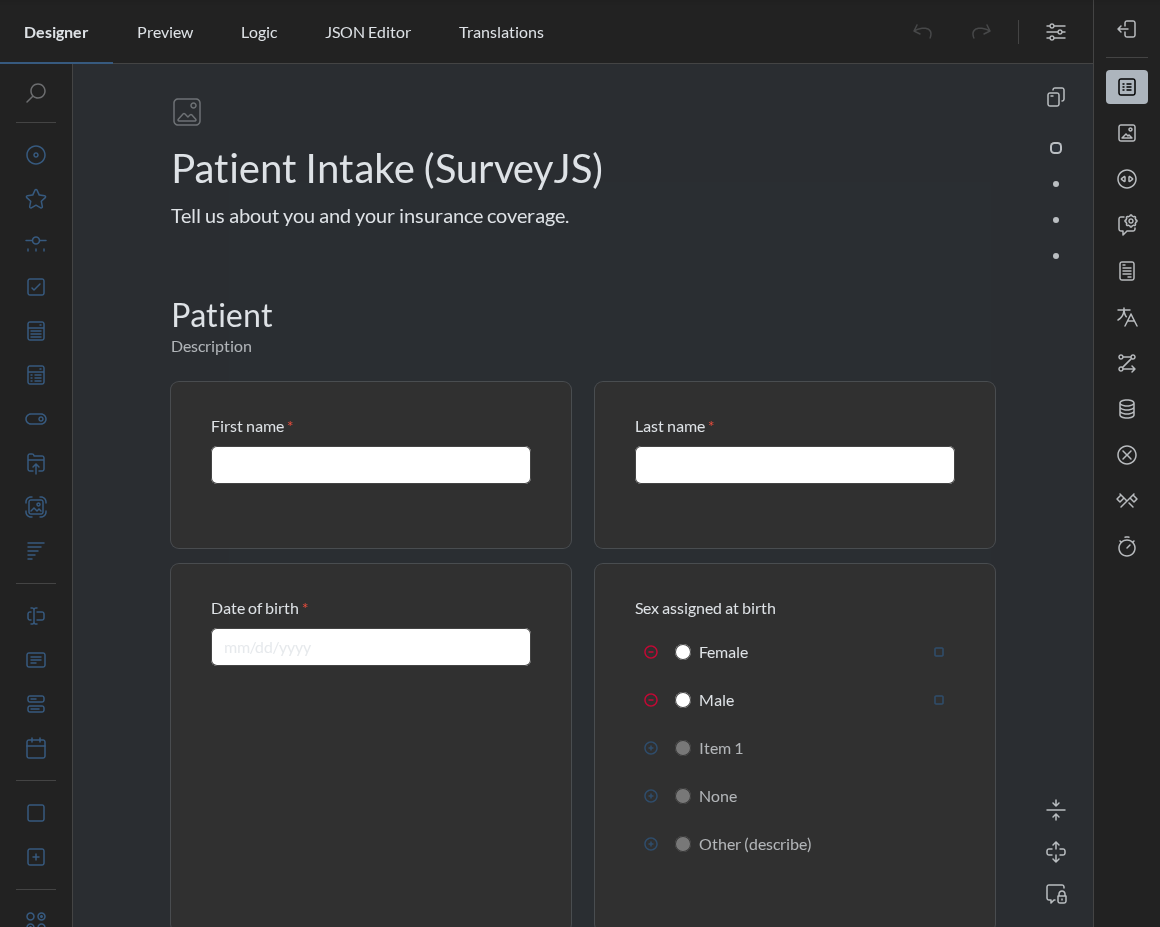 Designer Preview Logic JSON Editor Translations
Patient Intake (SurveyJS)
Tell us about you and your insurance coverage.
Patient
Description
First name *
Last name *
Date of birth *
mm/dd/yyyy
Sex assigned at birth
Female
Male
Item 1
None
Other (describe)